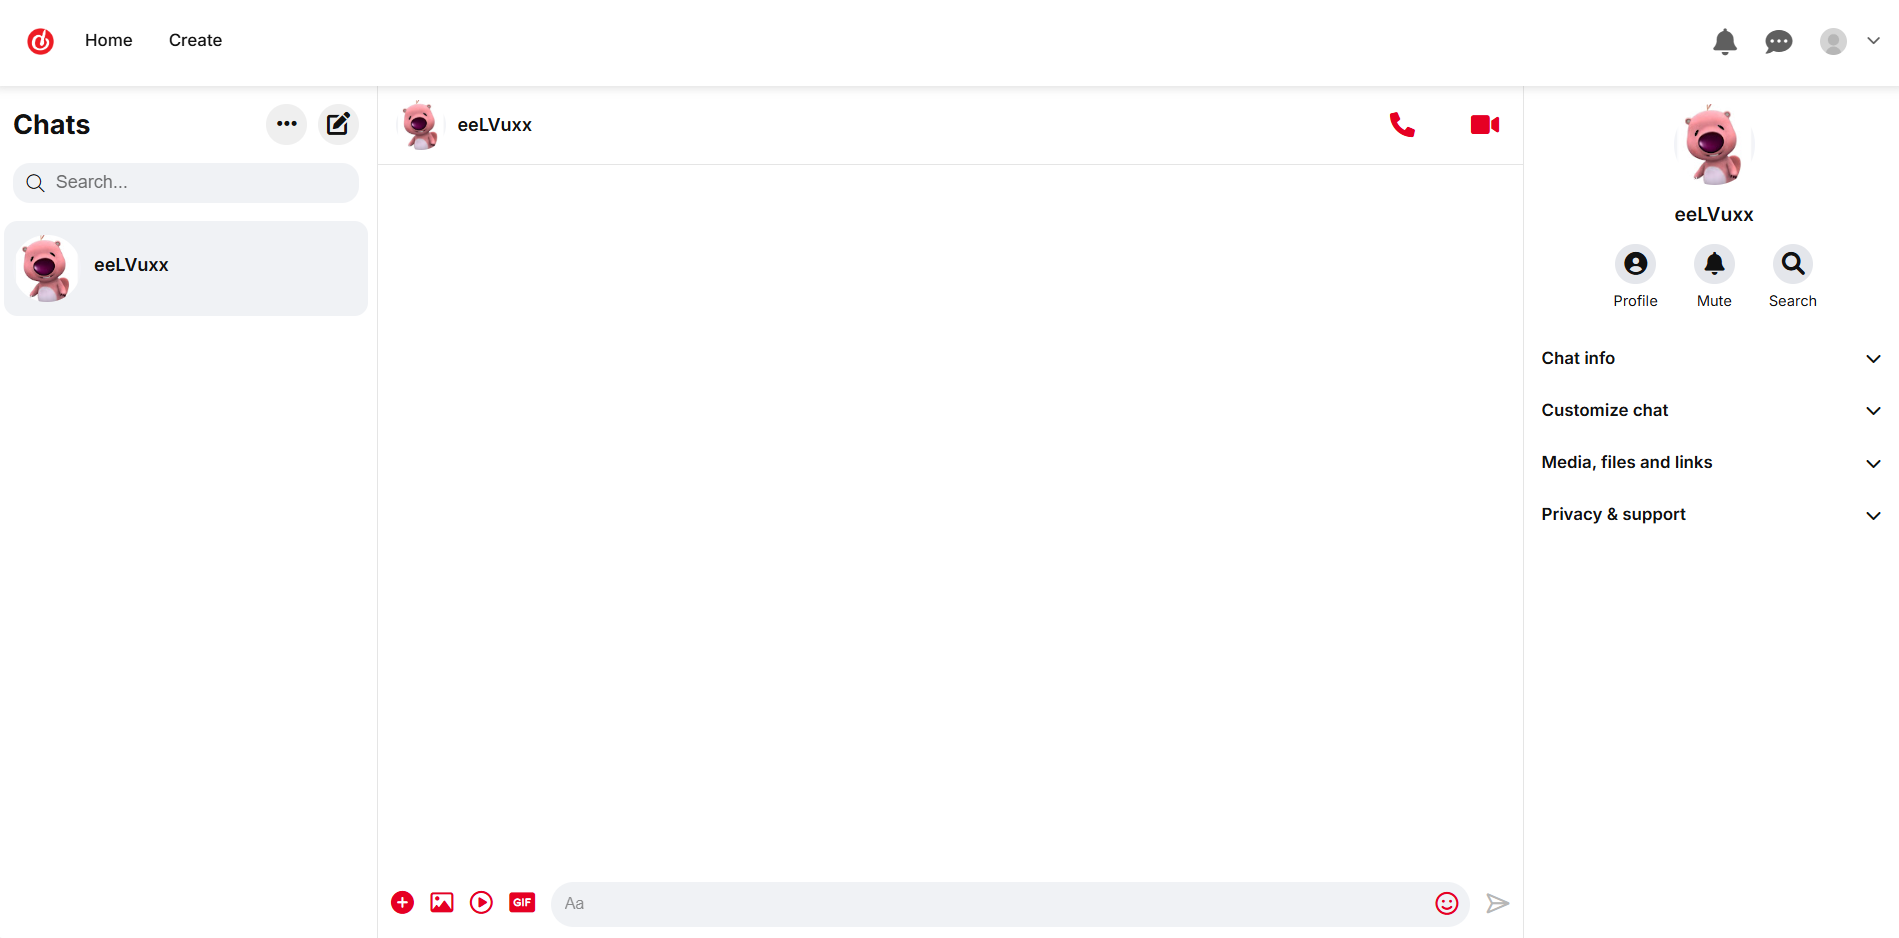 Home
Create
Chats
Search...
eeLVuxx
eeLVuxx
GIF
Aa
eeLVuxx
Profile
Mute
Search
Chat info
Customize chat
Media, files and links
Privacy & support